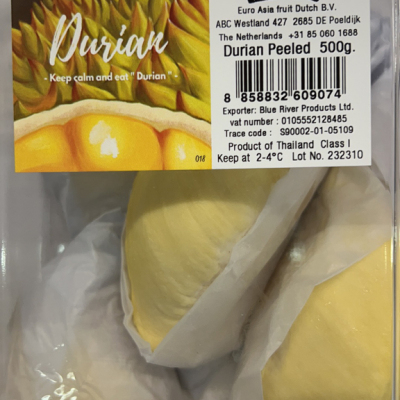 Durian
- Keep calm and eat " Durian " -
018
Euro Asia fruit Dutch B.V.
ABC Westland 427 2685 DE Poeldijk
The Netherlands +31 85 060 1688
Durian Peeled 500g.
8 858832 609074
Exporter: Blue River Products Ltd.
vat number : 0105552128485
Trace code : S90002-01-05109
Product of Thailand Class I
Keep at 2-4°C Lot No. 232310